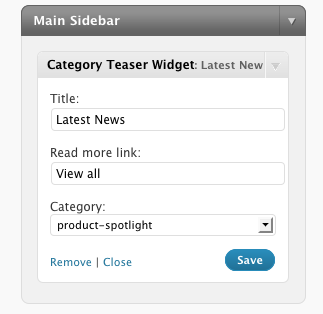 Main Sidebar
Category Teaser Widget: Latest New
Title:
Latest News
Read more link:
View all
Category:
product-spotlight
Remove | Close
Save